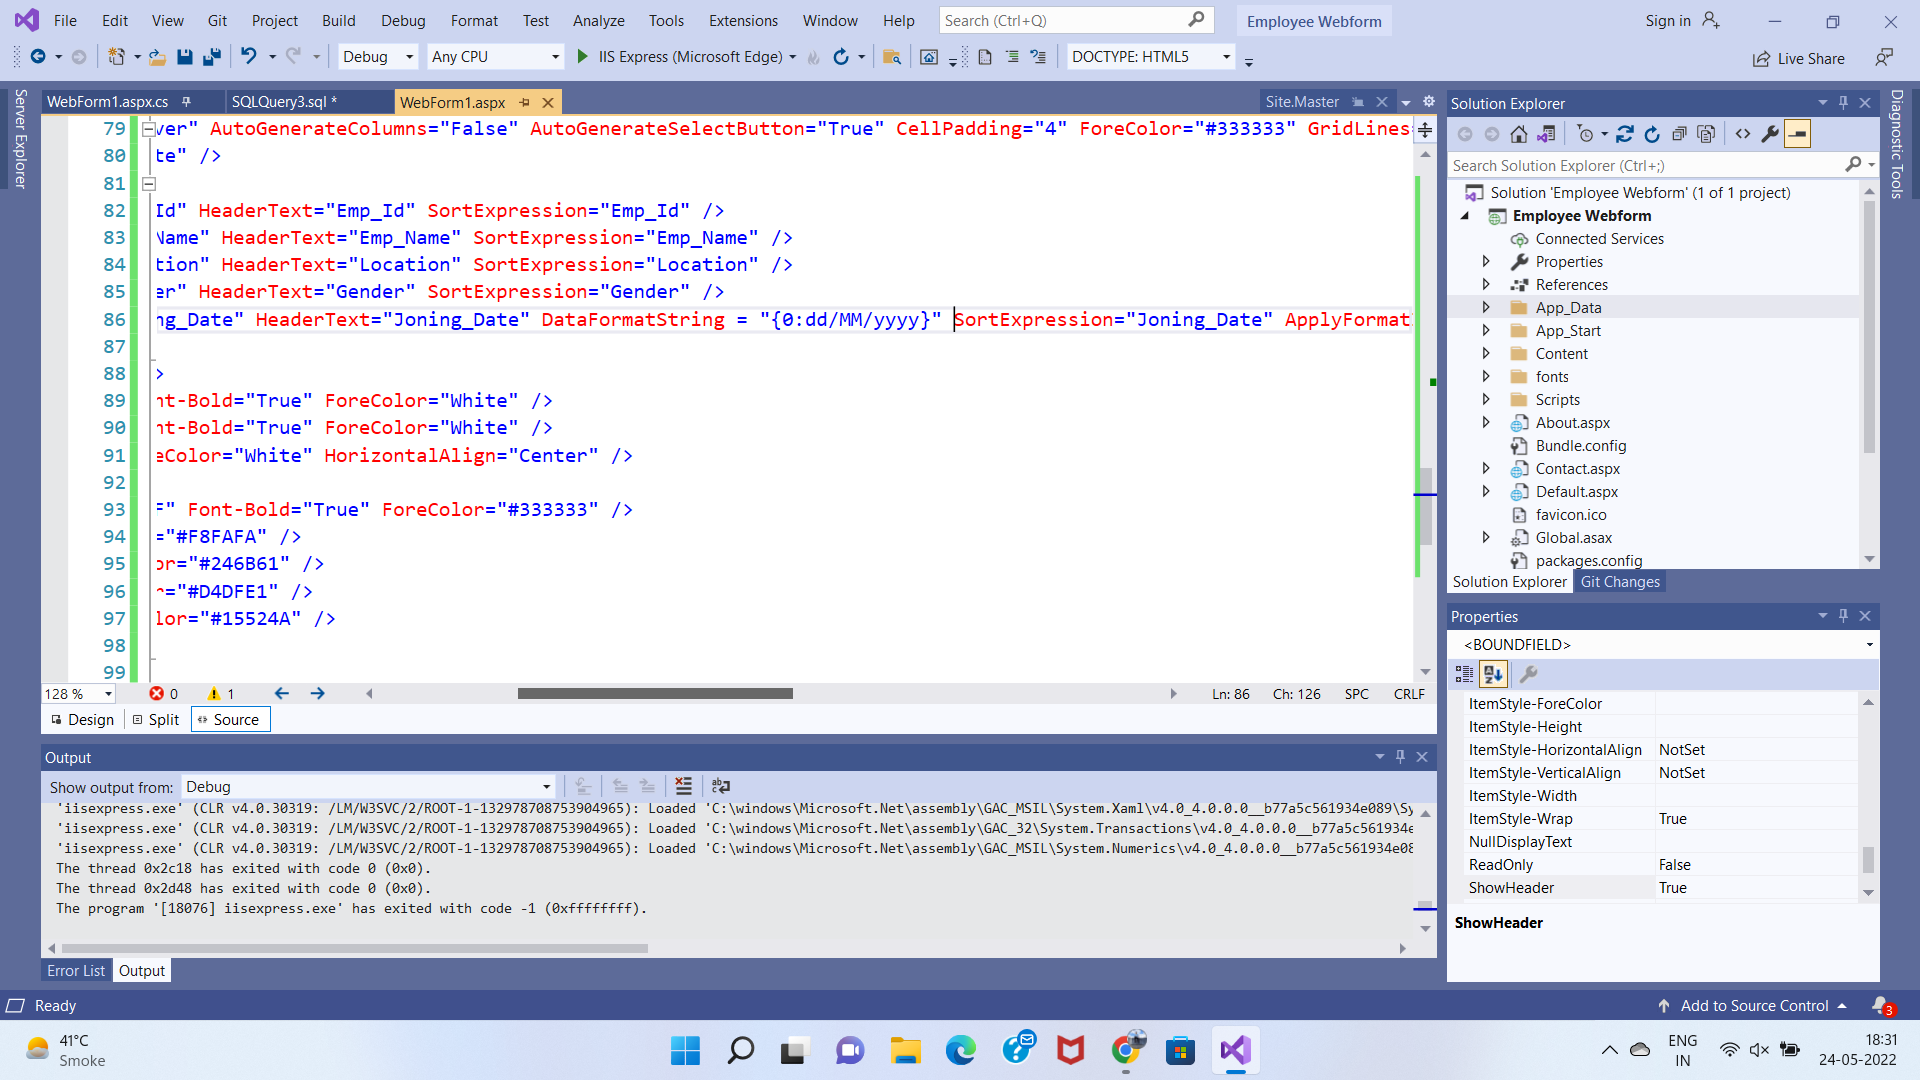 File Edit View Git Project Build Debug Format Test Analyze Tools Extensions Window Help Search (Ctrl+Q) Employee Webform Sign in
Debug Any CPU IIS Express (Microsoft Edge) DOCTYPE: HTML5 Live Share
Server Explorer
WebForm1.aspx.cs SQLQuery3.sql * WebForm1.aspx Site.Master
79 ver" AutoGenerateColumns="False" AutoGenerateSelectButton="True" CellPadding="4" ForeColor="#333333" GridLines=
80 te" />
81
82 Id" HeaderText="Emp_Id" SortExpression="Emp_Id" />
83 Name" HeaderText="Emp_Name" SortExpression="Emp_Name" />
84 tion" HeaderText="Location" SortExpression="Location" />
85 er" HeaderText="Gender" SortExpression="Gender" />
86 ng_Date" HeaderText="Joning_Date" DataFormatString = "{0:dd/MM/yyyy}" SortExpression="Joning_Date" ApplyFormat
87
88 >
89 nt-Bold="True" ForeColor="White" />
90 nt-Bold="True" ForeColor="White" />
91 eColor="White" HorizontalAlign="Center" />
92
93 F" Font-Bold="True" ForeColor="#333333" />
94 ="#F8FAFA" />
95 or="#246B61" />
96 r="#D4DFE1" />
97 lor="#15524A" />
98
99
128 % 0 1 Ln: 86 Ch: 126 SPC CRLF
Design Split Source
Output
Show output from: Debug
'iisexpress.exe' (CLR v4.0.30319: /LM/W3SVC/2/ROOT-1-132978708753904965): Loaded 'C:\windows\Microsoft.Net\assembly\GAC_MSIL\System.Xaml\v4.0_4.0.0.0__b77a5c561934e089\Sy
'iisexpress.exe' (CLR v4.0.30319: /LM/W3SVC/2/ROOT-1-132978708753904965): Loaded 'C:\windows\Microsoft.Net\assembly\GAC_32\System.Transactions\v4.0_4.0.0.0__b77a5c561934e
'iisexpress.exe' (CLR v4.0.30319: /LM/W3SVC/2/ROOT-1-132978708753904965): Loaded 'C:\windows\Microsoft.Net\assembly\GAC_MSIL\System.Numerics\v4.0_4.0.0.0__b77a5c561934e08
The thread 0x2c18 has exited with code 0 (0x0).
The thread 0x2d48 has exited with code 0 (0x0).
The program '[18076] iisexpress.exe' has exited with code -1 (0xffffffff).
Error List Output
Solution Explorer
Search Solution Explorer (Ctrl+;)
Solution 'Employee Webform' (1 of 1 project)
Employee Webform
Connected Services
Properties
References
App_Data
App_Start
Content
fonts
Scripts
About.aspx
Bundle.config
Contact.aspx
Default.aspx
favicon.ico
Global.asax
packages.config
Solution Explorer Git Changes
Diagnostic Tools
Properties
<BOUNDFIELD>
ItemStyle-ForeColor
ItemStyle-Height
ItemStyle-HorizontalAlign NotSet
ItemStyle-VerticalAlign NotSet
ItemStyle-Width
ItemStyle-Wrap True
NullDisplayText
ReadOnly False
ShowHeader True
ShowHeader
Ready Add to Source Control 3
41°C
Smoke
ENG
IN
18:31
24-05-2022